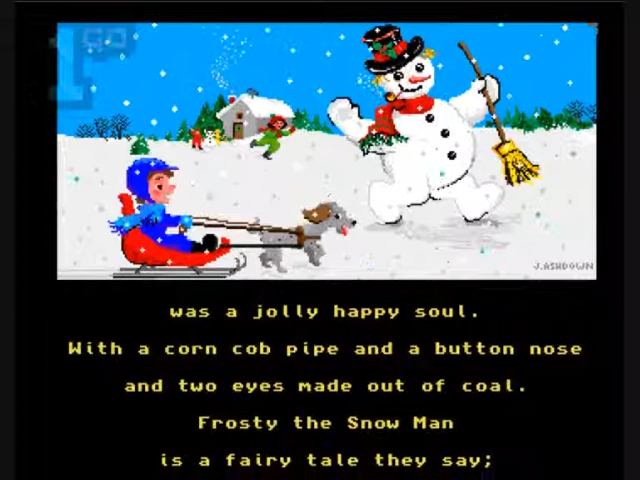 J.ASHDOWN
was a jolly happy soul.
With a corn cob pipe and a button nose
and two eyes made out of coal.
Frosty the Snow Man
is a fairy tale they say;